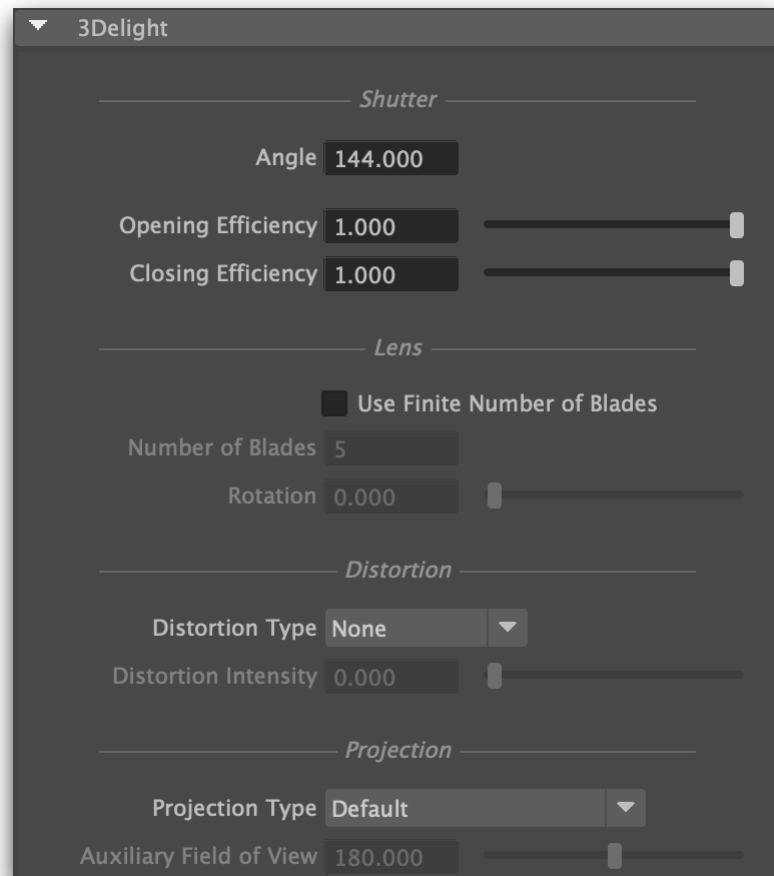 3Delight
Shutter
Angle 144.000
Opening Efficiency 1.000
Closing Efficiency 1.000
Lens
Use Finite Number of Blades
Number of Blades 5
Rotation 0.000
Distortion
Distortion Type None
Distortion Intensity 0.000
Projection
Projection Type Default
Auxiliary Field of View 180.000